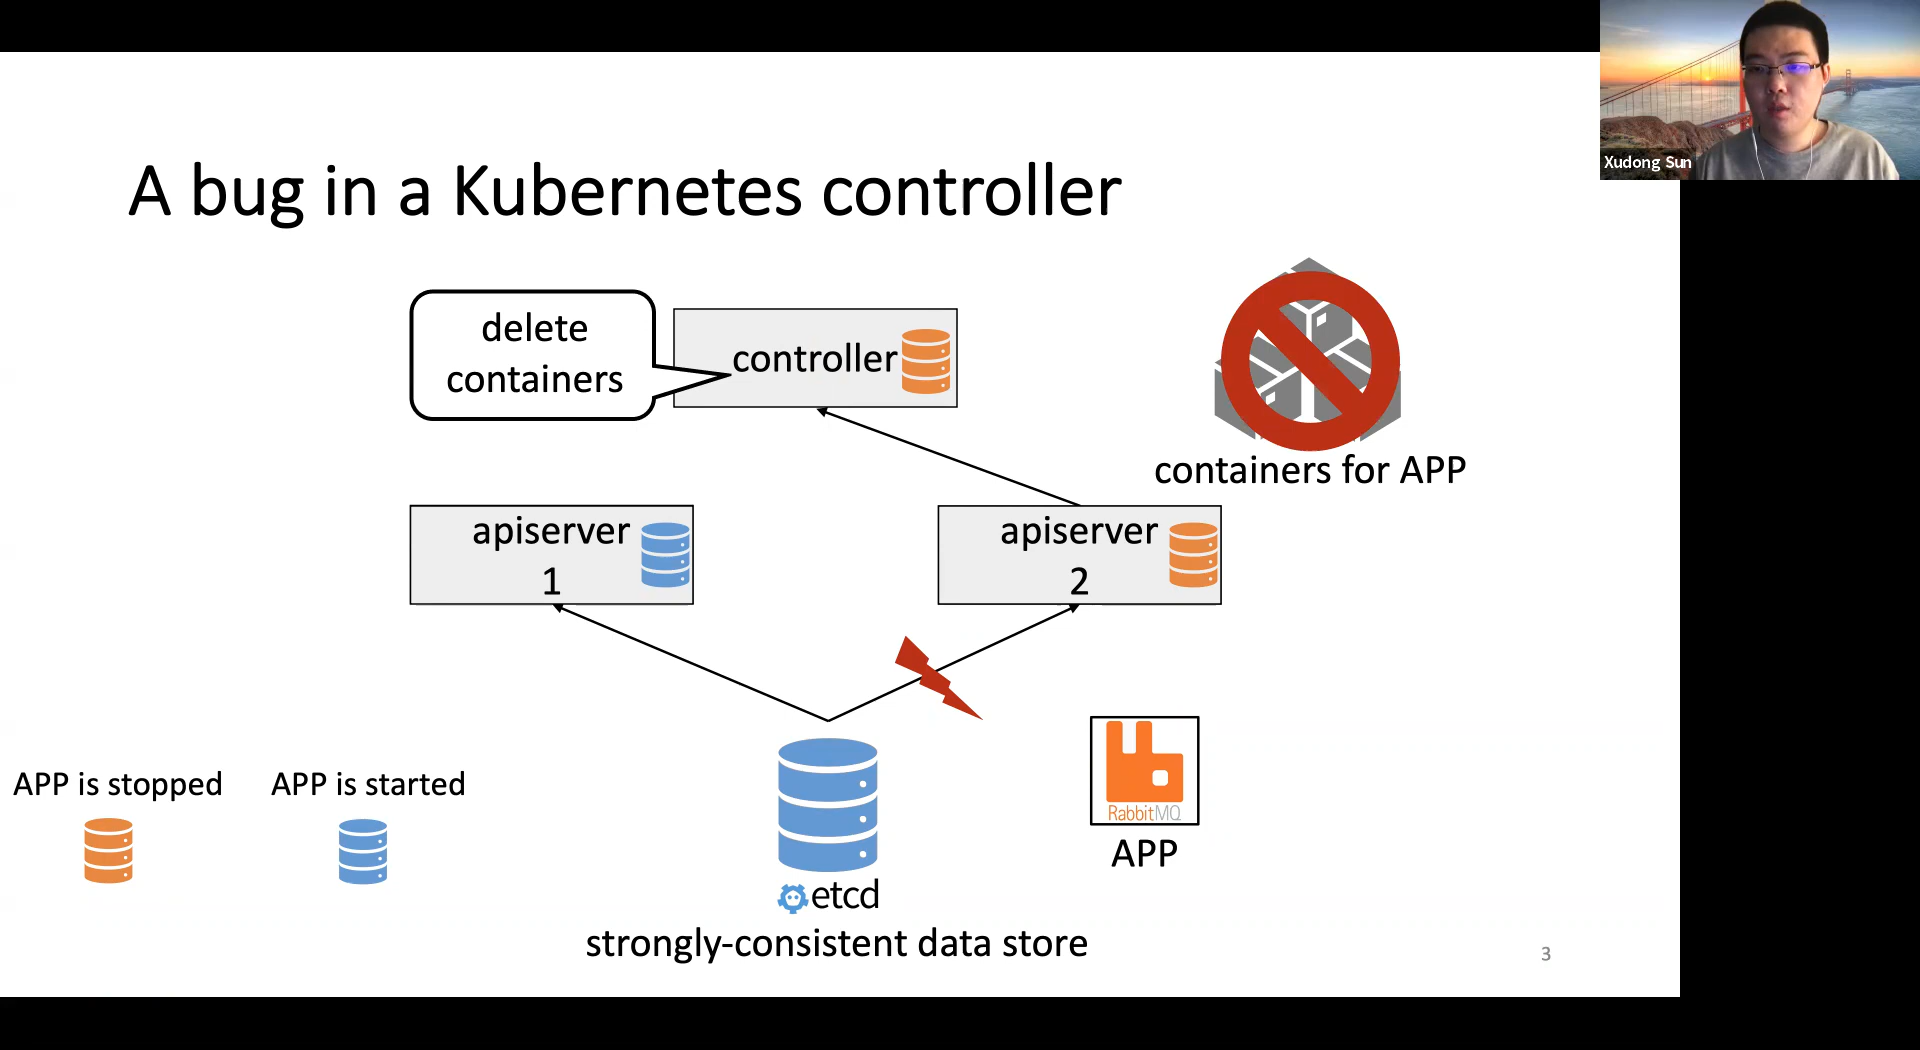 Xudong Sun
A bug in a Kubernetes controller
delete
containers
controller
containers for APP
apiserver
1
apiserver
2
APP is stopped
APP is started
RabbitMQ
APP
etcd
strongly-consistent data store
3